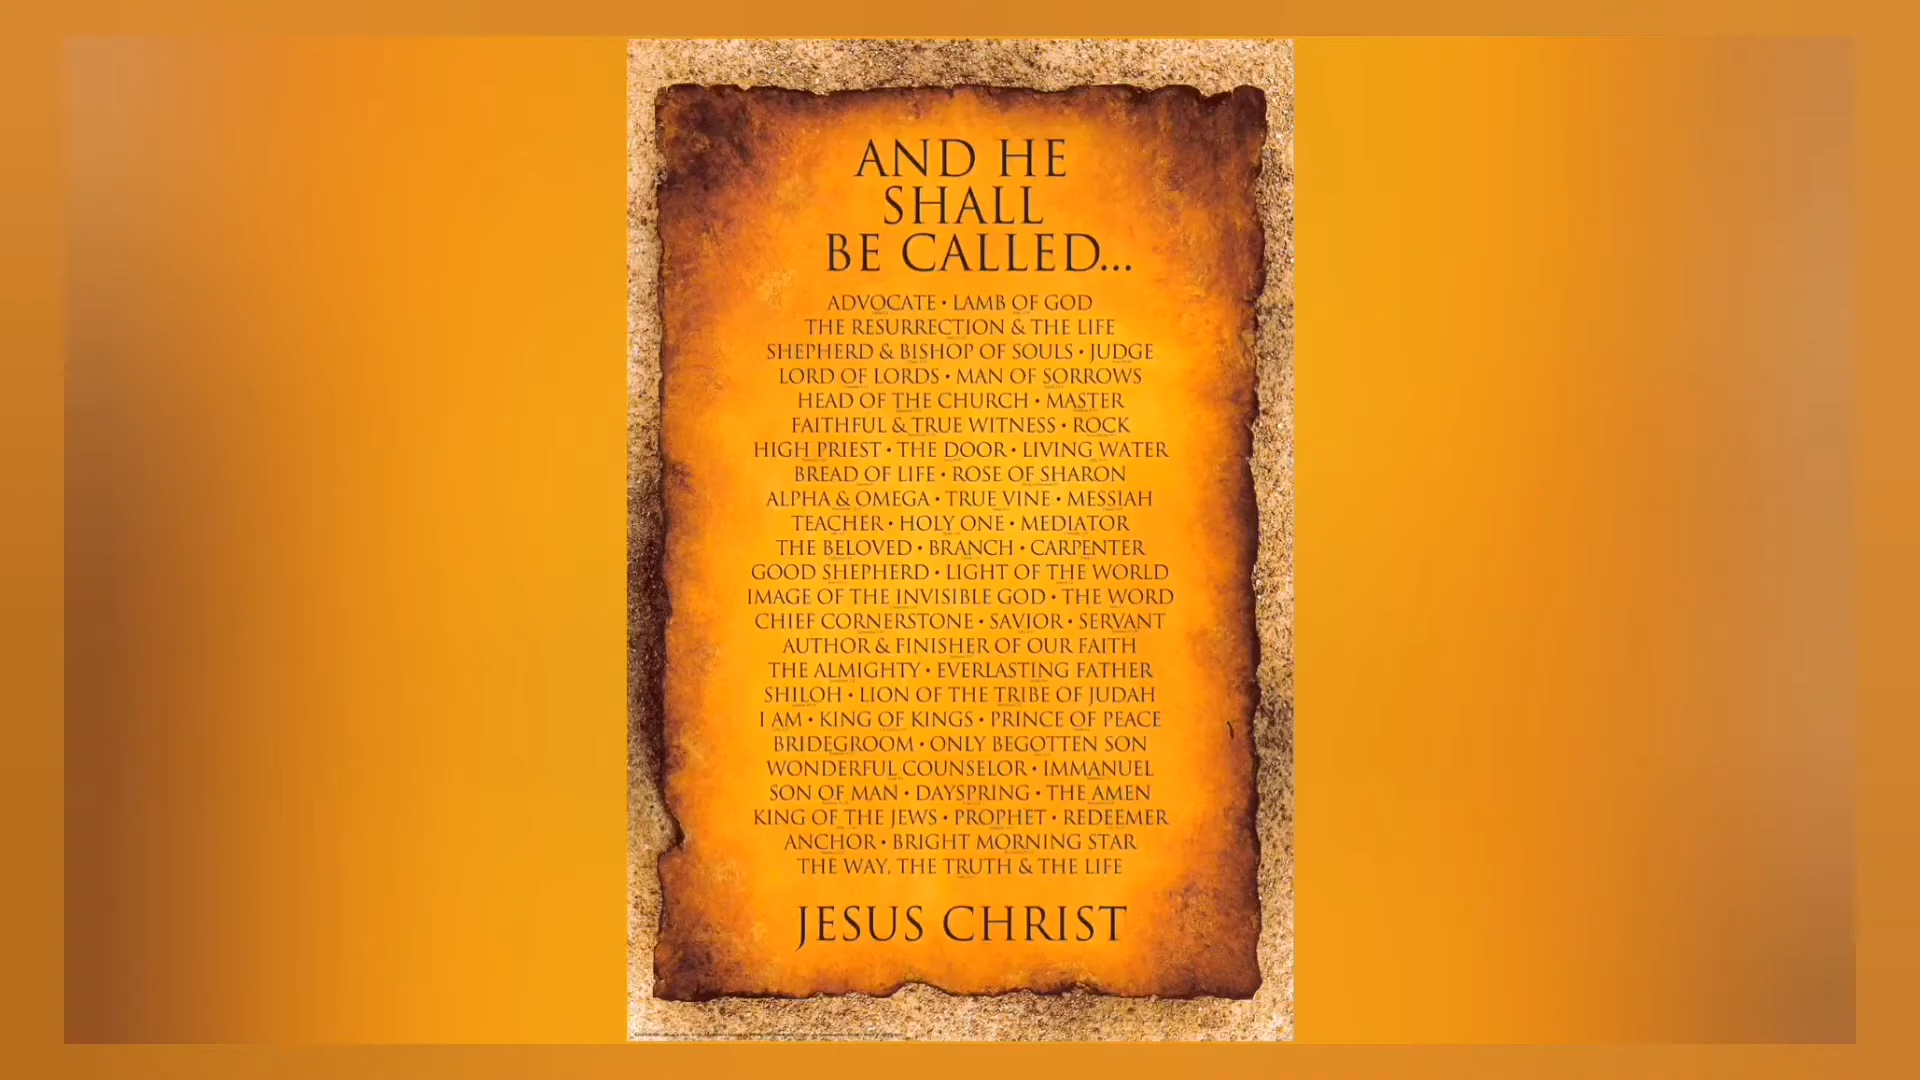 AND HE
SHALL
BE CALLED...
ADVOCATE • LAMB OF GOD
THE RESURRECTION & THE LIFE
SHEPHERD & BISHOP OF SOULS • JUDGE
LORD OF LORDS • MAN OF SORROWS
HEAD OF THE CHURCH • MASTER
FAITHFUL & TRUE WITNESS • ROCK
HIGH PRIEST • THE DOOR • LIVING WATER
BREAD OF LIFE • ROSE OF SHARON
ALPHA & OMEGA • TRUE VINE • MESSIAH
TEACHER • HOLY ONE • MEDIATOR
THE BELOVED • BRANCH • CARPENTER
GOOD SHEPHERD • LIGHT OF THE WORLD
IMAGE OF THE INVISIBLE GOD • THE WORD
CHIEF CORNERSTONE • SAVIOR • SERVANT
AUTHOR & FINISHER OF OUR FAITH
THE ALMIGHTY • EVERLASTING FATHER
SHILOH • LION OF THE TRIBE OF JUDAH
I AM • KING OF KINGS • PRINCE OF PEACE
BRIDEGROOM • ONLY BEGOTTEN SON
WONDERFUL COUNSELOR • IMMANUEL
SON OF MAN • DAYSPRING • THE AMEN
KING OF THE JEWS • PROPHET • REDEEMER
ANCHOR • BRIGHT MORNING STAR
THE WAY, THE TRUTH & THE LIFE
JESUS CHRIST